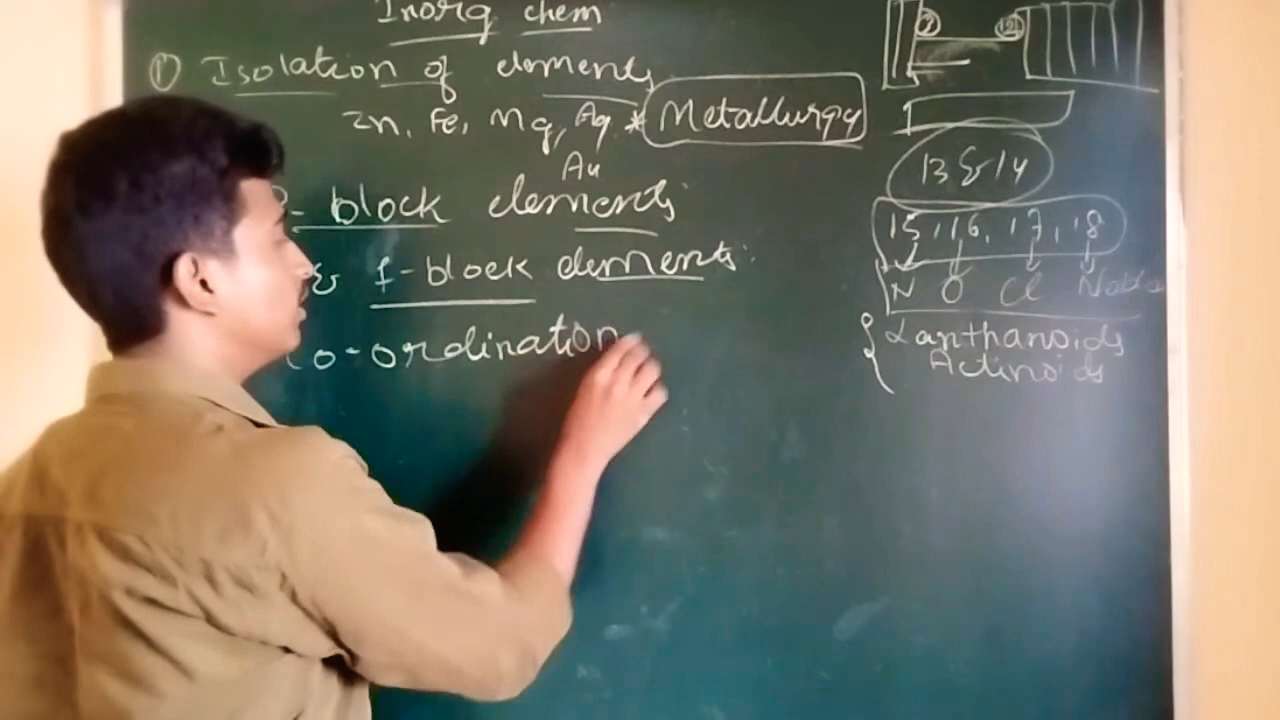 Inorg chem
① Isolation of elements
Zn, Fe, Mg, Ag, * Metallurgy
Au
P- block elements
& f-block elements
Co-ordination
13 & 14
15, 16, 17, 18
N O Cl Noble
{ Lanthanoids
Actinoids